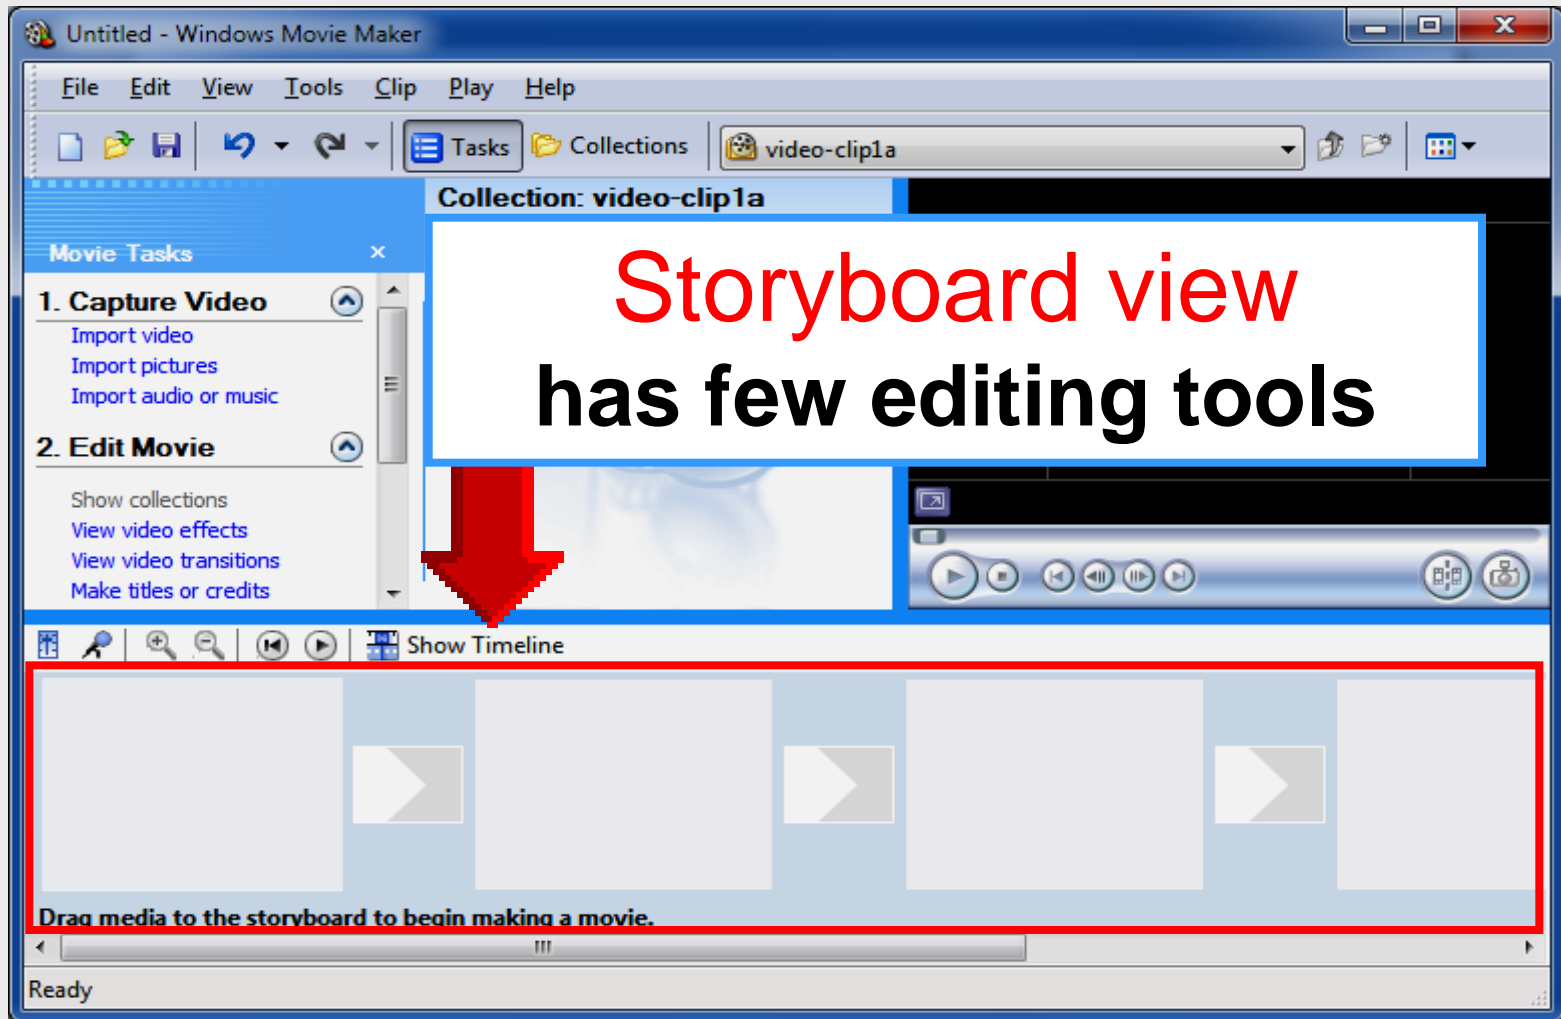 Untitled - Windows Movie Maker
File Edit View Tools Clip Play Help
Tasks Collections video-clip1a
Collection: video-clip1a
Movie Tasks
1. Capture Video
Import video
Import pictures
Import audio or music
2. Edit Movie
Show collections
View video effects
View video transitions
Make titles or credits
Storyboard view
has few editing tools
Show Timeline
Drag media to the storyboard to begin making a movie.
Ready